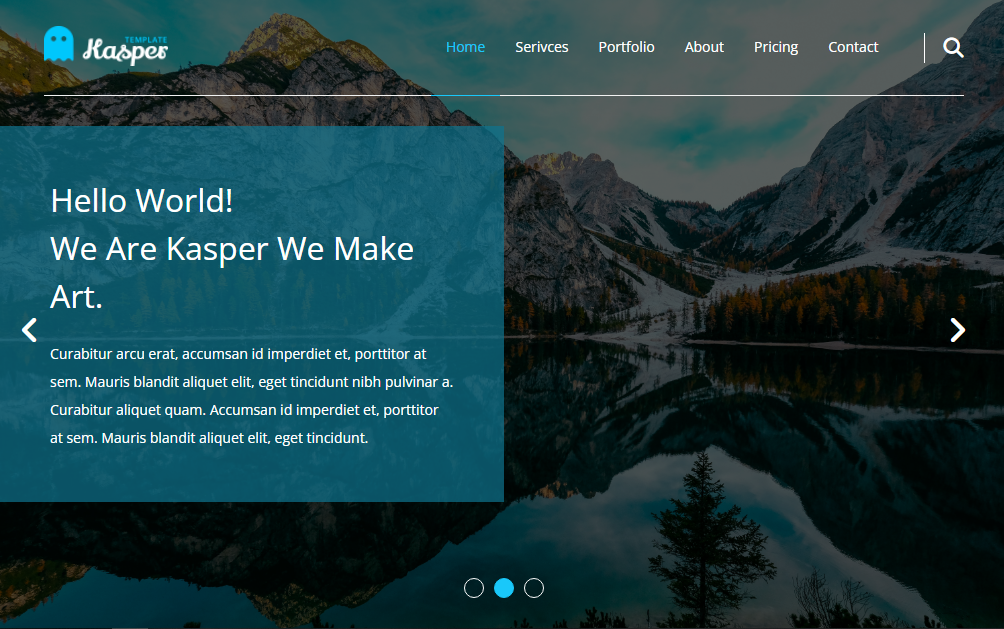 TEMPLATE
Kasper
Home Serivces Portfolio About Pricing Contact
Hello World!
We Are Kasper We Make
Art.
Curabitur arcu erat, accumsan id imperdiet et, porttitor at
sem. Mauris blandit aliquet elit, eget tincidunt nibh pulvinar a.
Curabitur aliquet quam. Accumsan id imperdiet et, porttitor
at sem. Mauris blandit aliquet elit, eget tincidunt.